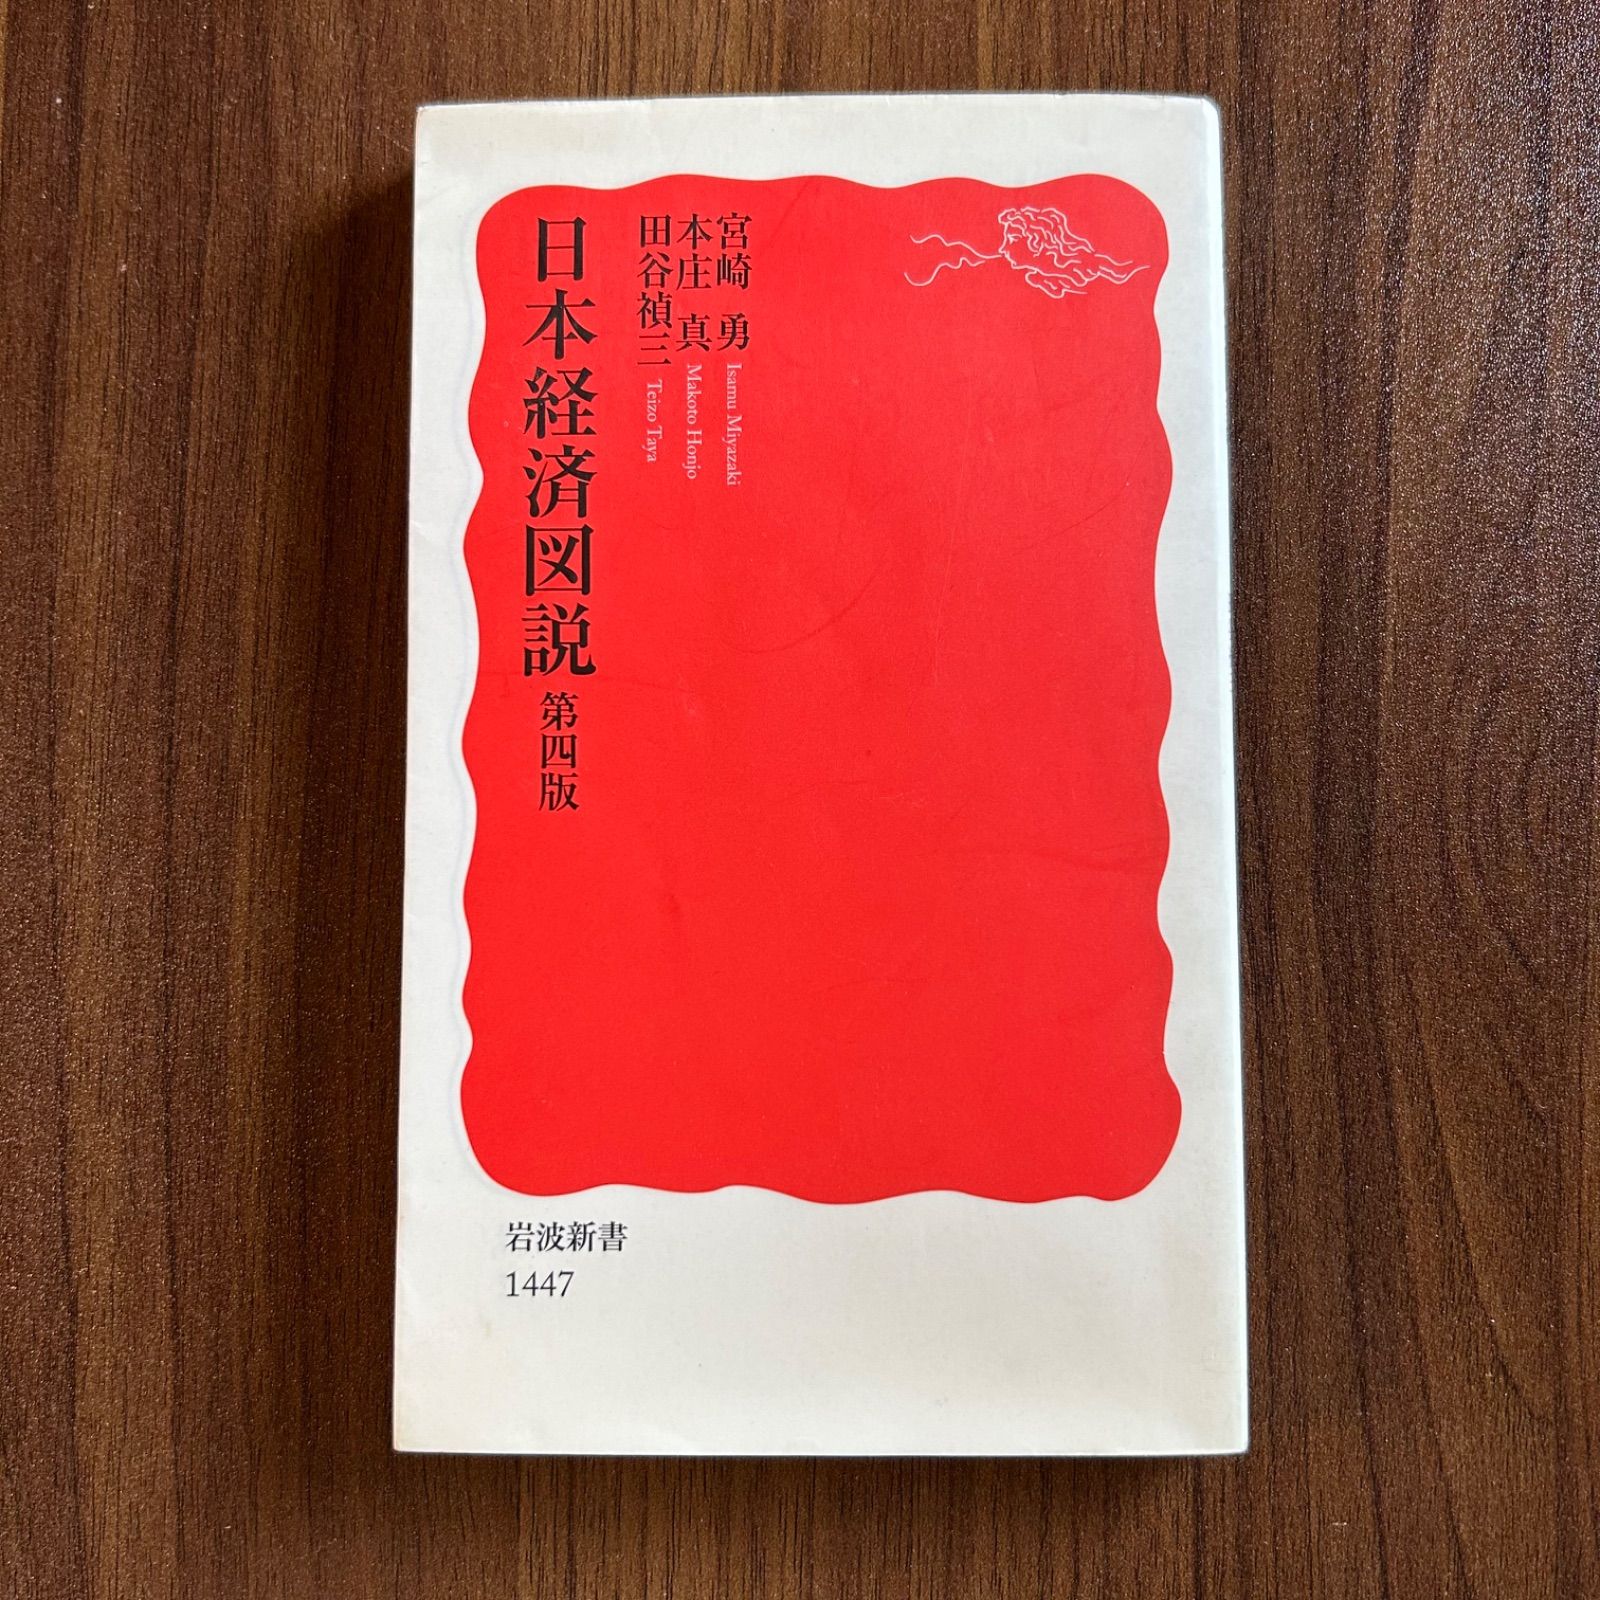 宮崎 勇 Isamu Miyazaki
本庄 真 Makoto Honjo
田谷禎三 Teizo Taya
日本経済図説 第四版
岩波新書
1447